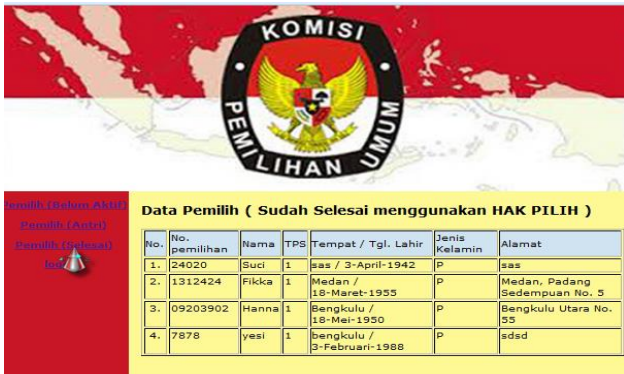 KOMISI
PEMILIHAN UMUM
Pemilih (Belum Aktif)
Pemilih (Antri)
Pemilih (Selesai)
Data Pemilih ( Sudah Selesai menggunakan HAK PILIH )
No. No. pemilihan Nama TPS Tempat / Tgl. Lahir Jenis Kelamin Alamat
1. 24020 Suci 1 sas / 3-April-1942 P sas
2. 1312424 Fikka 1 Medan / 18-Maret-1955 P Medan, Padang Sedempuan No. 5
3. 09203902 Hanna 1 Bengkulu / 18-Mei-1950 P Bengkulu Utara No. 55
4. 7878 yesi 1 bengkulu / 3-Februari-1988 P sdsd